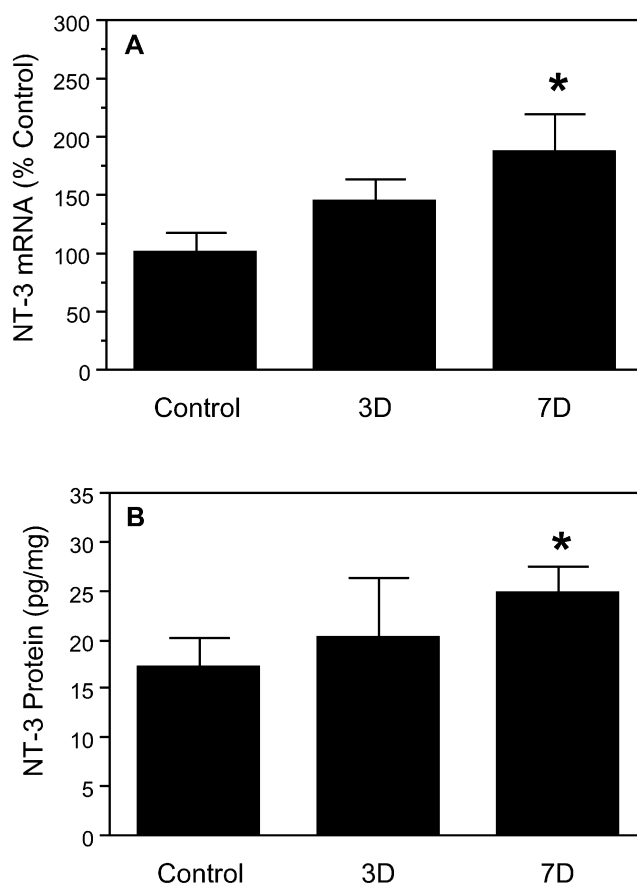 A
NT-3 mRNA (% Control)
300
250
200
150
100
50
0
*
Control 3D 7D
B
NT-3 Protein (pg/mg)
35
30
25
20
15
10
5
0
*
Control 3D 7D